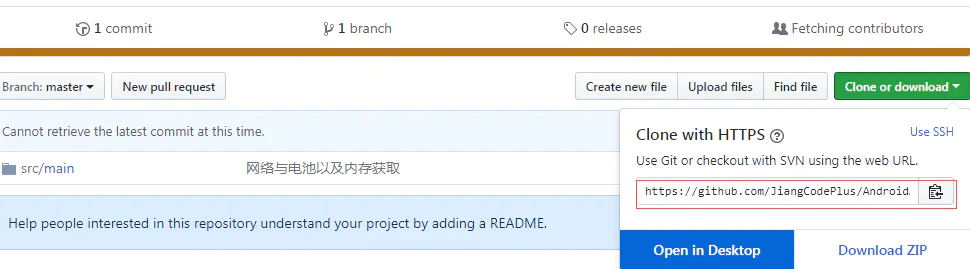 1 commit 1 branch 0 releases Fetching contributors
Branch: master New pull request Create new file Upload files Find file Clone or download
Cannot retrieve the latest commit at this time.
src/main 网络与电池以及内存获取
Help people interested in this repository understand your project by adding a README.
Clone with HTTPS Use SSH
Use Git or checkout with SVN using the web URL.
https://github.com/JiangCodePlus/Android
Open in Desktop Download ZIP